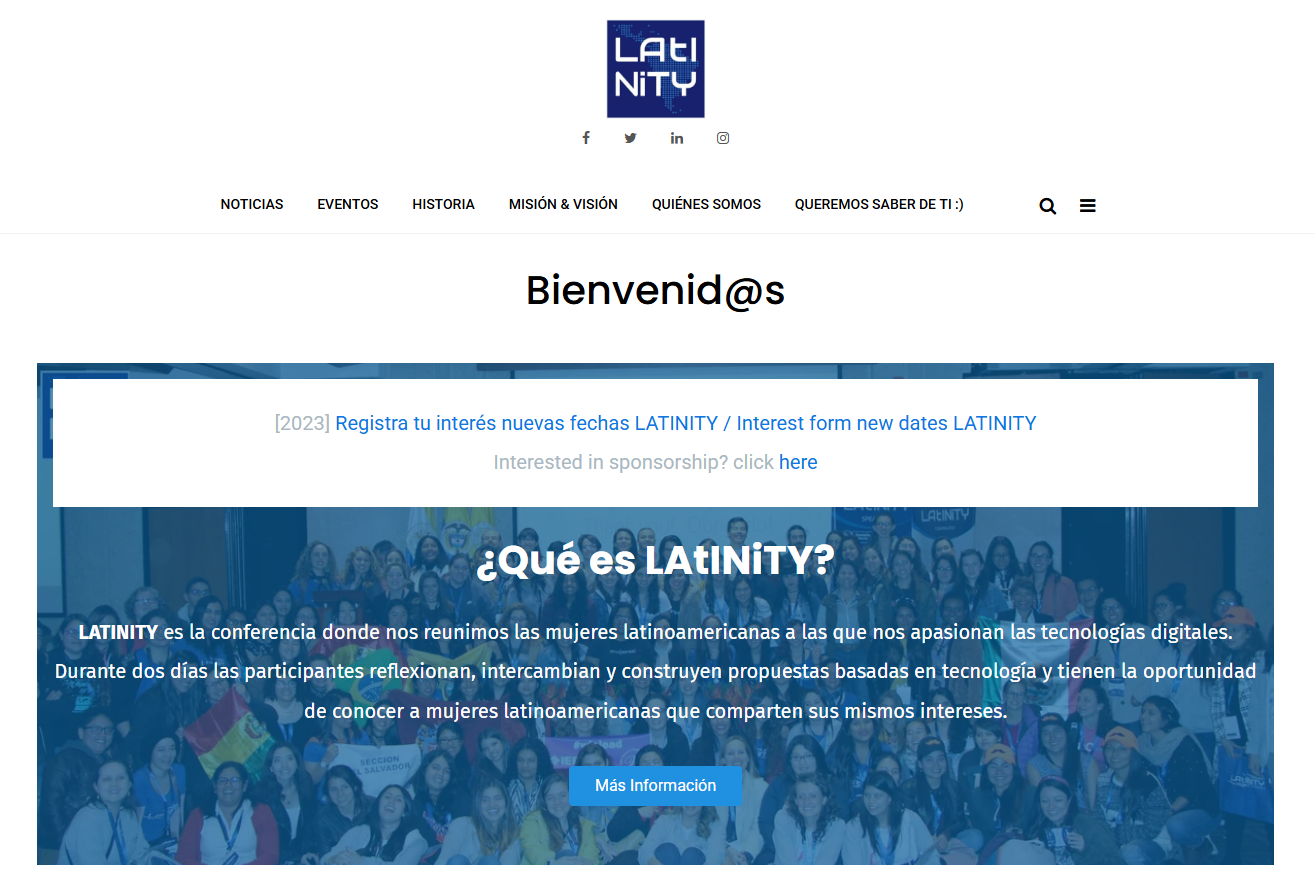 LAtI
NiTY
NOTICIAS EVENTOS HISTORIA MISIÓN & VISIÓN QUIÉNES SOMOS QUEREMOS SABER DE TI :)
Bienvenid@s
[2023] Registra tu interés nuevas fechas LATINITY / Interest form new dates LATINITY
Interested in sponsorship? click here
LAtINiTY
¿Qué es LAtINiTY?
LATINITY es la conferencia donde nos reunimos las mujeres latinoamericanas a las que nos apasionan las tecnologías digitales.
Durante dos días las participantes reflexionan, intercambian y construyen propuestas basadas en tecnología y tienen la oportunidad
de conocer a mujeres latinoamericanas que comparten sus mismos intereses.
SECCION
EL SALVADOR
Más Información